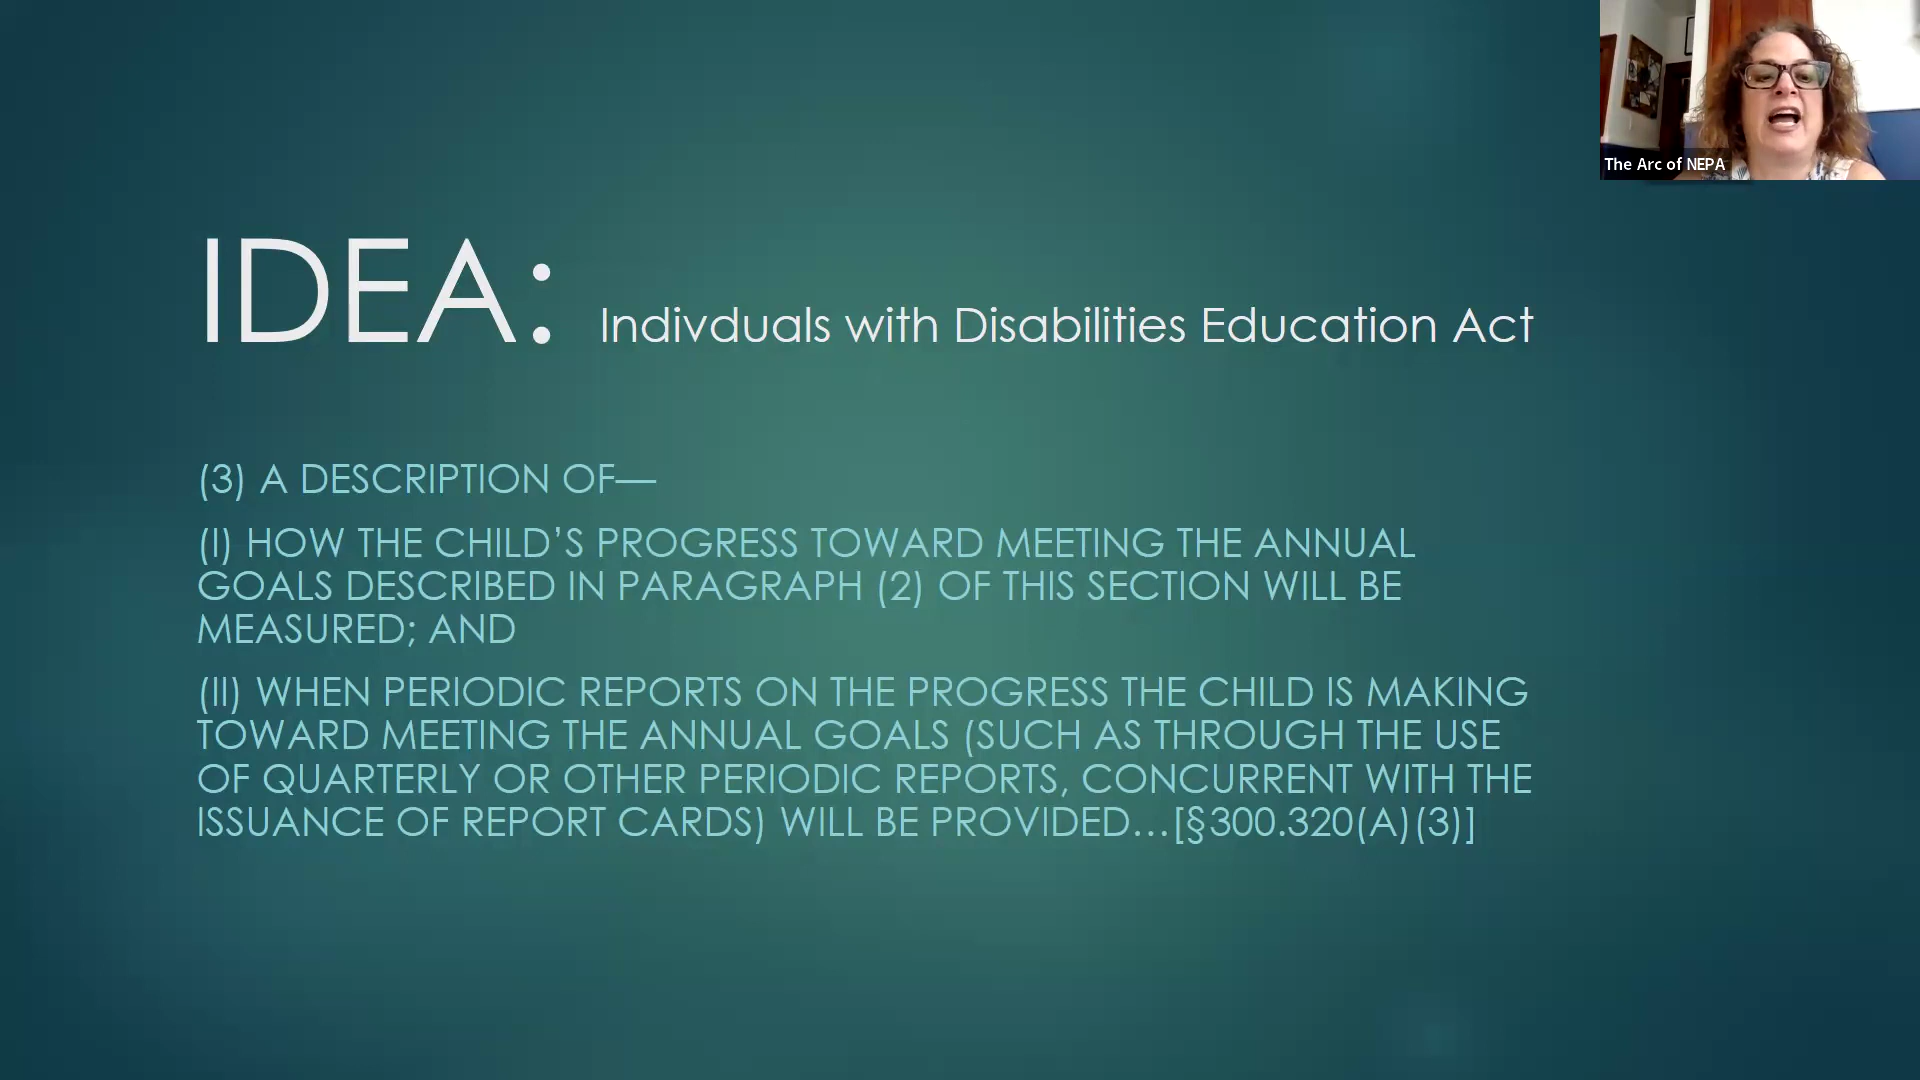 The Arc of NEPA
IDEA: Indivduals with Disabilities Education Act
(3) A DESCRIPTION OF—
(I) HOW THE CHILD’S PROGRESS TOWARD MEETING THE ANNUAL
GOALS DESCRIBED IN PARAGRAPH (2) OF THIS SECTION WILL BE
MEASURED; AND
(II) WHEN PERIODIC REPORTS ON THE PROGRESS THE CHILD IS MAKING
TOWARD MEETING THE ANNUAL GOALS (SUCH AS THROUGH THE USE
OF QUARTERLY OR OTHER PERIODIC REPORTS, CONCURRENT WITH THE
ISSUANCE OF REPORT CARDS) WILL BE PROVIDED…[§300.320(A)(3)]